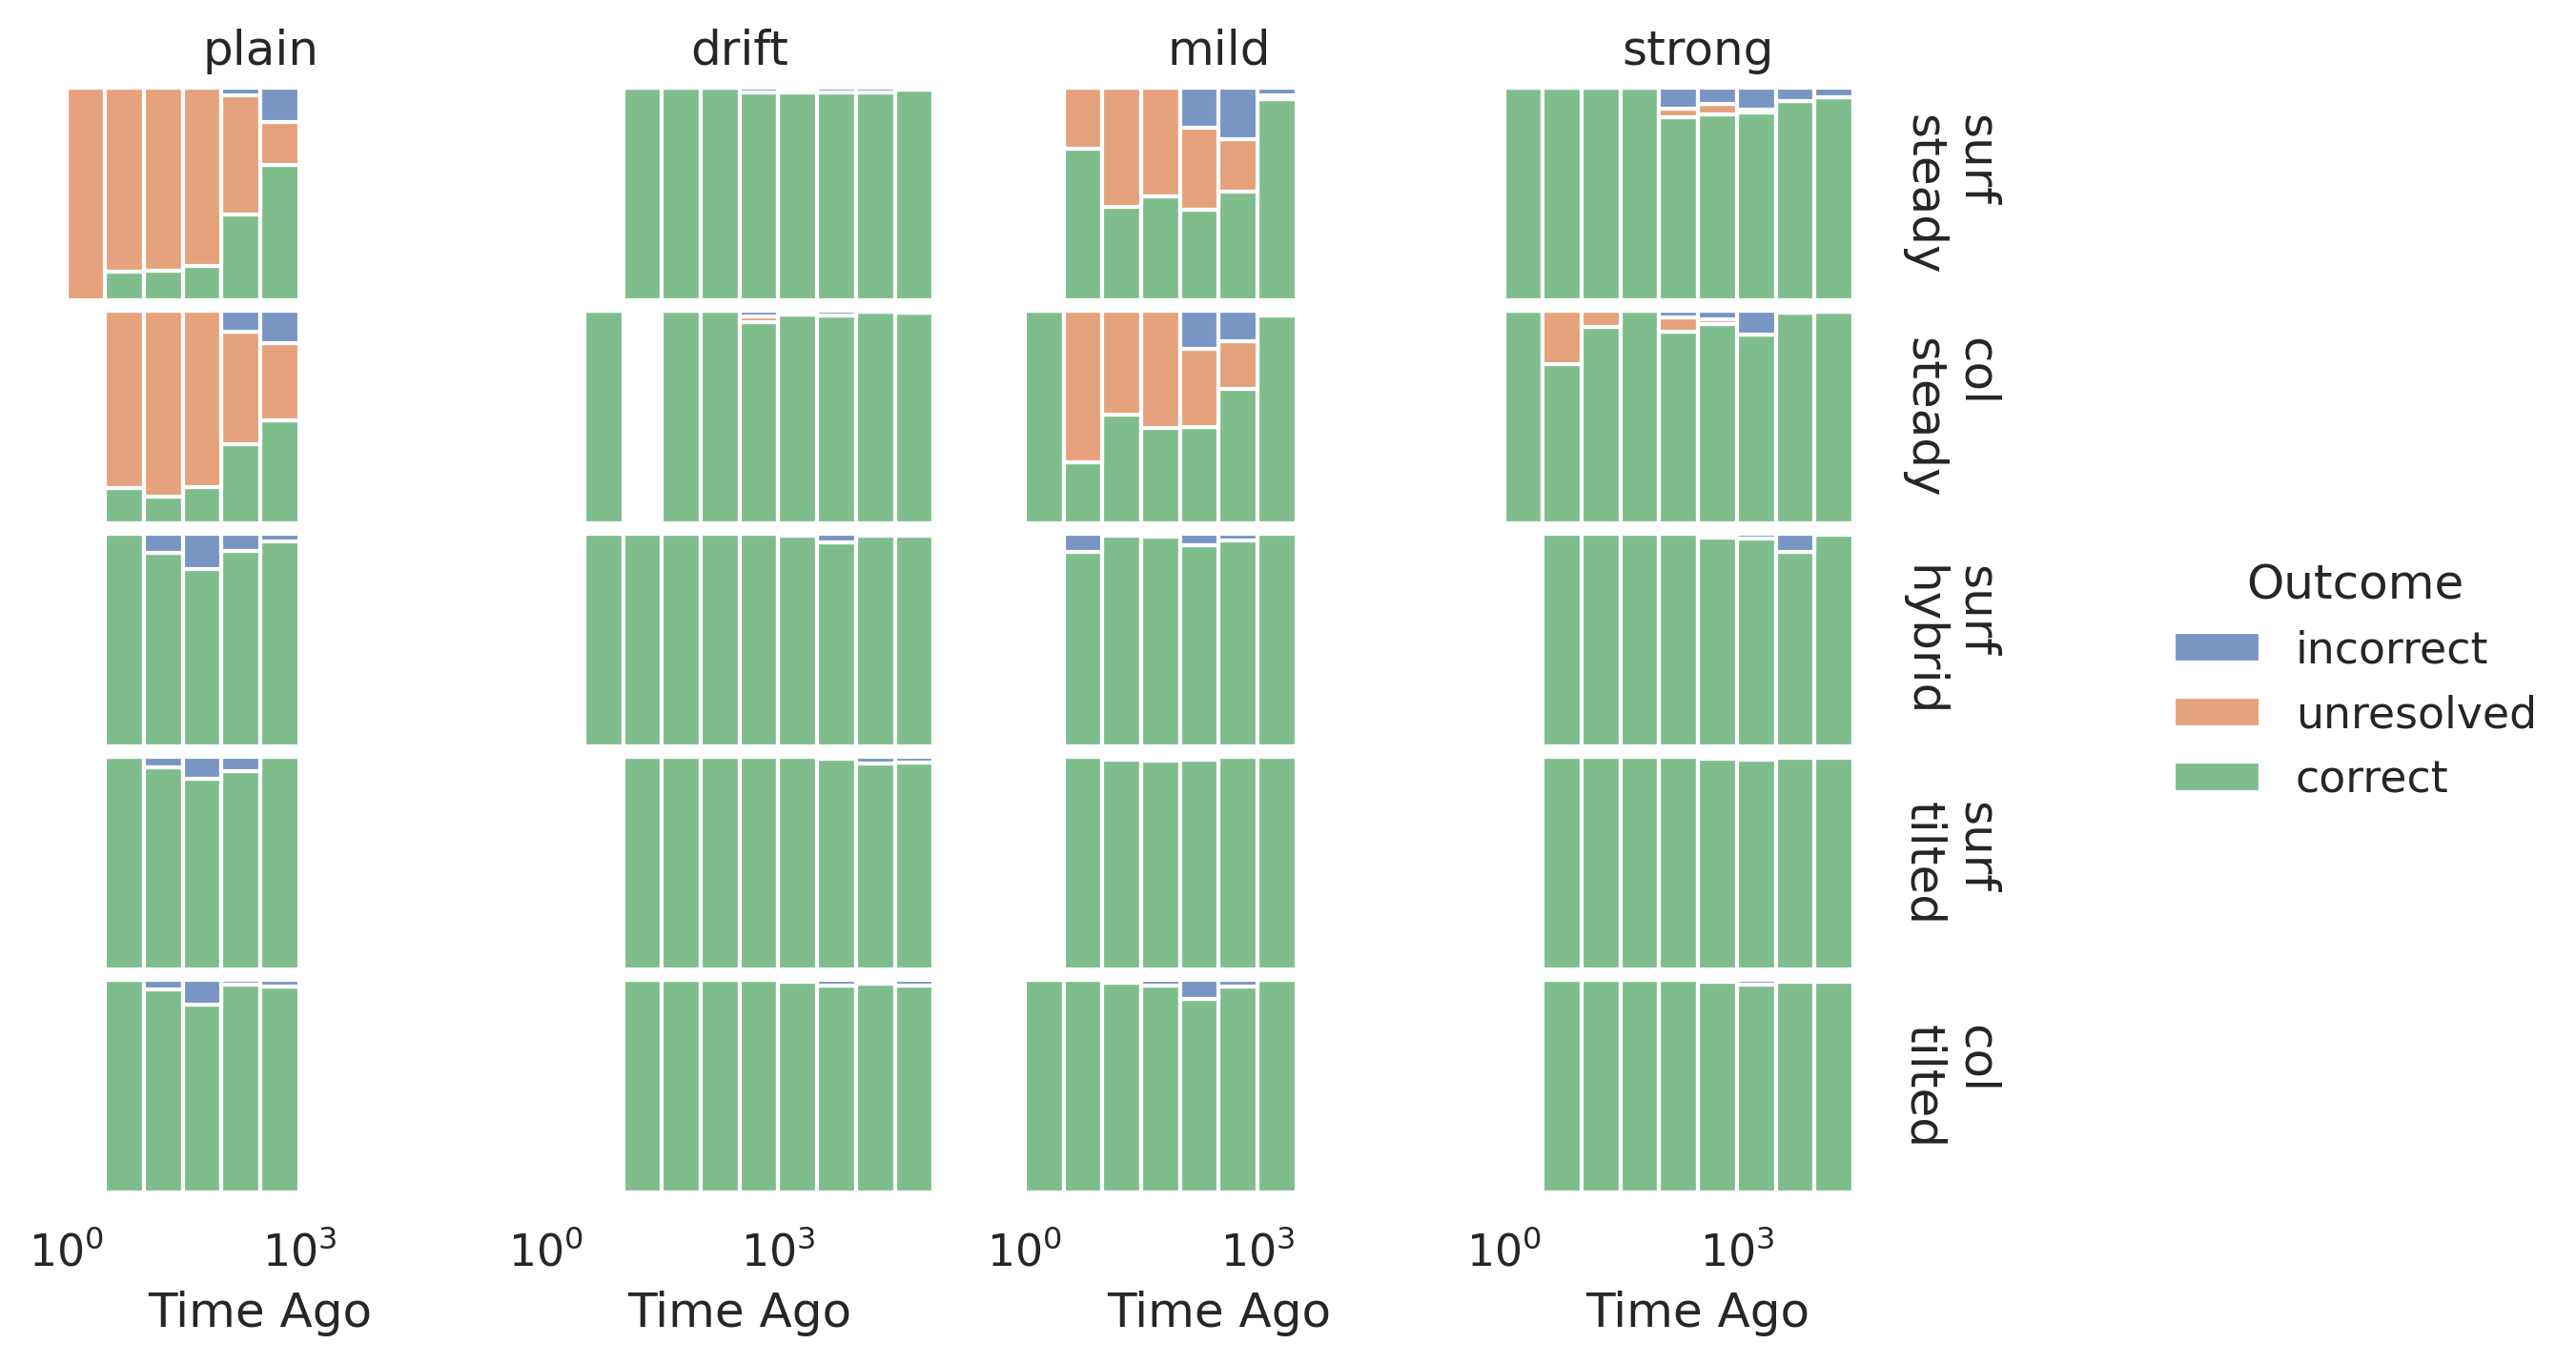 plain drift mild strong
surf
steady
col
steady
surf
hybrid
surf
tilted
col
tilted
Outcome
incorrect
unresolved
correct
10⁰ 10³ 10⁰ 10³ 10⁰ 10³ 10⁰ 10³
Time Ago Time Ago Time Ago Time Ago